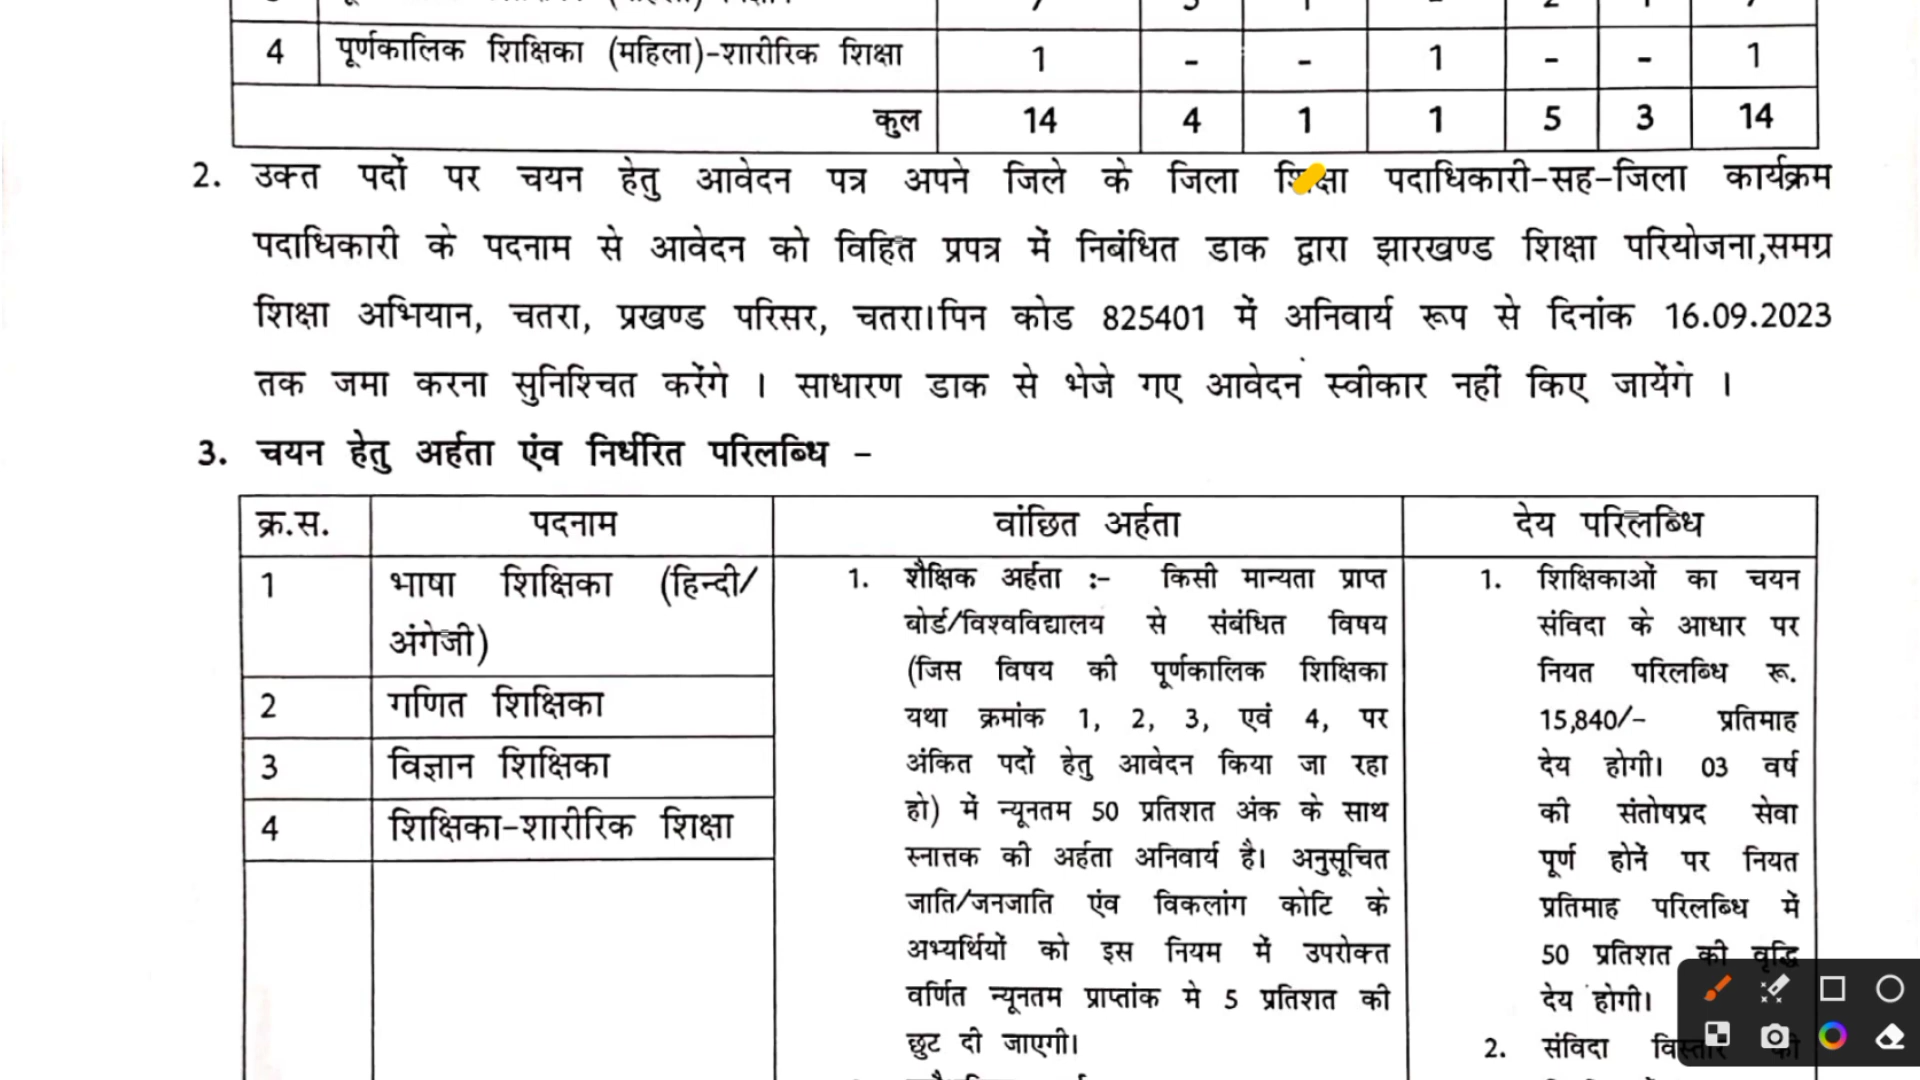 4 पूर्णकालिक शिक्षिका (महिला)-शारीरिक शिक्षा 1 - - 1 - - 1
कुल 14 4 1 1 5 3 14
2. उक्त पदों पर चयन हेतु आवेदन पत्र अपने जिले के जिला शिक्षा पदाधिकारी-सह-जिला कार्यक्रम
पदाधिकारी के पदनाम से आवेदन को विहित प्रपत्र में निबंधित डाक द्वारा झारखण्ड शिक्षा परियोजना,समग्र
शिक्षा अभियान, चतरा, प्रखण्ड परिसर, चतरा।पिन कोड 825401 में अनिवार्य रूप से दिनांक 16.09.2023
तक जमा करना सुनिश्चित करेंगे । साधारण डाक से भेजे गए आवेदन स्वीकार नहीं किए जायेंगे ।
3. चयन हेतु अर्हता एंव निर्धरित परिलब्धि –
क्र.स. पदनाम वांछित अर्हता देय परिलब्धि
1 भाषा शिक्षिका (हिन्दी/
अंगेजी)
2 गणित शिक्षिका
3 विज्ञान शिक्षिका
4 शिक्षिका-शारीरिक शिक्षा
1. शैक्षिक अर्हता :- किसी मान्यता प्राप्त
बोर्ड/विश्वविद्यालय से संबंधित विषय
(जिस विषय की पूर्णकालिक शिक्षिका
यथा क्रमांक 1, 2, 3, एवं 4, पर
अंकित पदों हेतु आवेदन किया जा रहा
हो) में न्यूनतम 50 प्रतिशत अंक के साथ
स्नात्तक की अर्हता अनिवार्य है। अनुसूचित
जाति/जनजाति एंव विकलांग कोटि के
अभ्यर्थियों को इस नियम में उपरोक्त
वर्णित न्यूनतम प्राप्तांक मे 5 प्रतिशत की
छुट दी जाएगी।
1. शिक्षिकाओं का चयन
संविदा के आधार पर
नियत परिलब्धि रू.
15,840/- प्रतिमाह
देय होगी। 03 वर्ष
की संतोषप्रद सेवा
पूर्ण होनें पर नियत
प्रतिमाह परिलब्धि में
50 प्रतिशत की वृद्धि
देय होगी।
2. संविदा विस्तार की